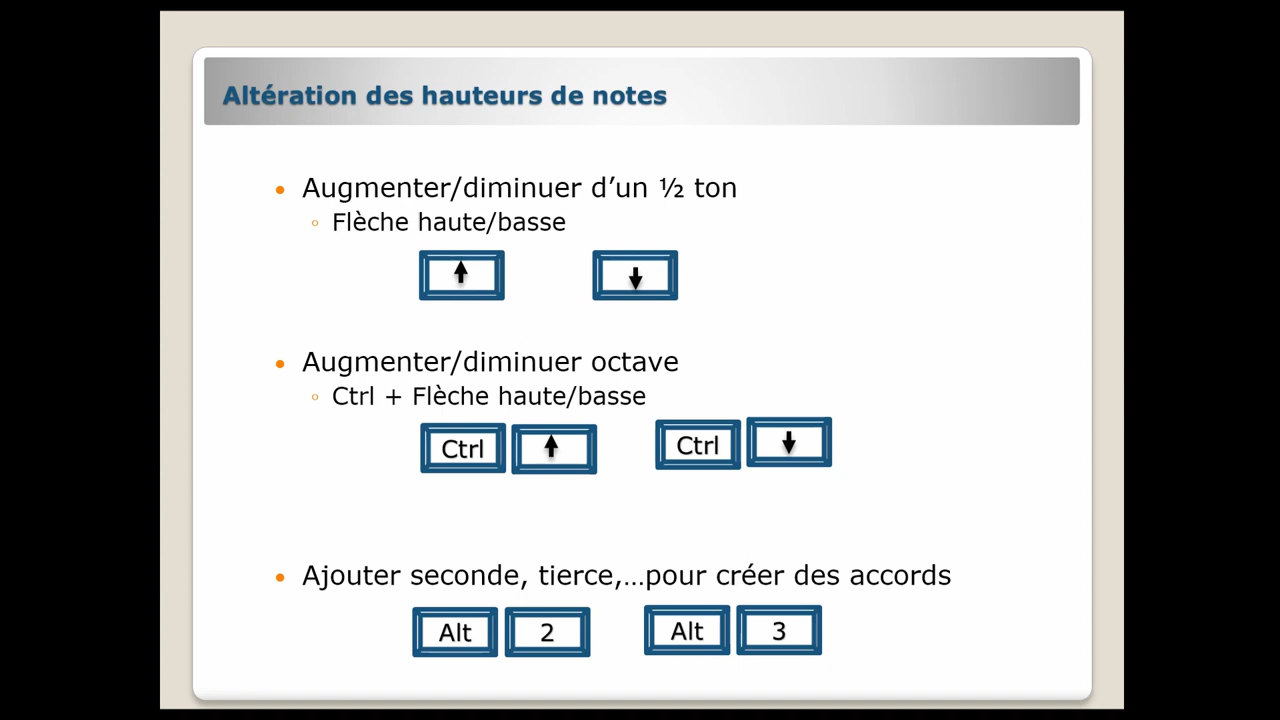 Altération des hauteurs de notes
Augmenter/diminuer d’un ½ ton
Flèche haute/basse
Augmenter/diminuer octave
Ctrl + Flèche haute/basse
Ctrl Ctrl
Ajouter seconde, tierce,…pour créer des accords
Alt 2 Alt 3